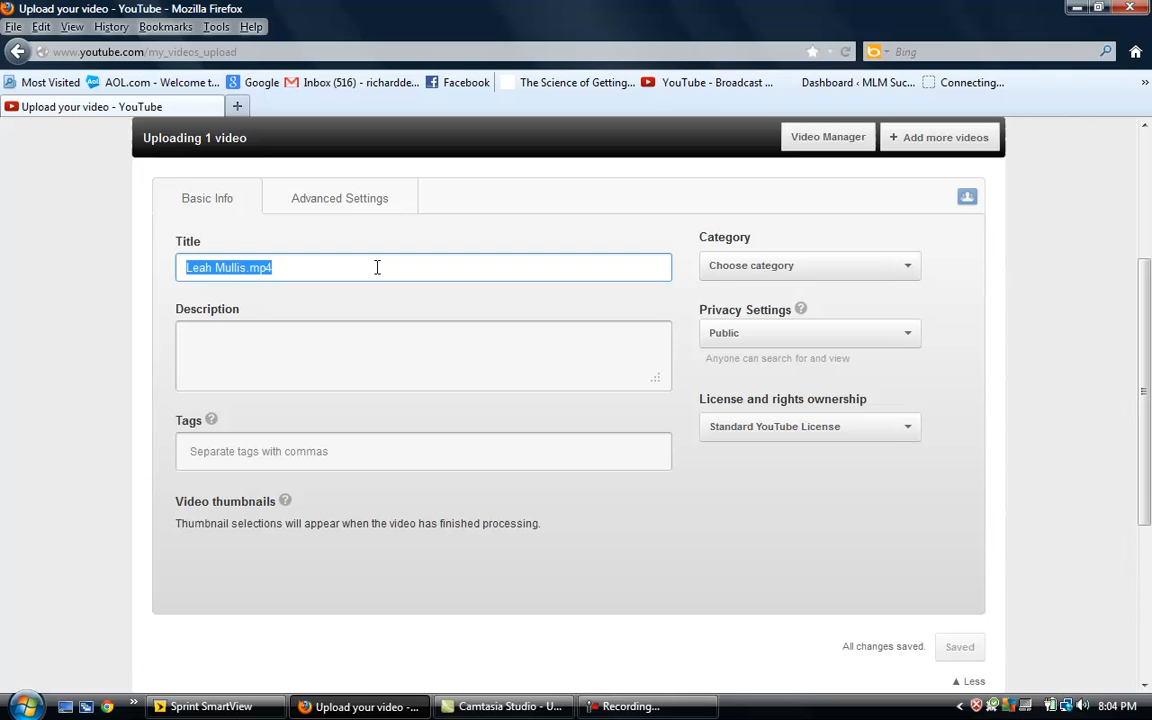 Upload your video - YouTube - Mozilla Firefox
File Edit View History Bookmarks Tools Help
www.youtube.com/my_videos_upload
Bing
Most Visited AOL.com - Welcome t... Google Inbox (516) - richardde... Facebook The Science of Getting... YouTube - Broadcast ... Dashboard ‹ MLM Suc... Connecting... »
Upload your video - YouTube +
Uploading 1 video
Video Manager + Add more videos
Basic Info Advanced Settings
Title
Leah Mullis.mp4
Category
Choose category
Description
Privacy Settings ?
Public
Anyone can search for and view
License and rights ownership
Standard YouTube License
Tags ?
Separate tags with commas
Video thumbnails ?
Thumbnail selections will appear when the video has finished processing.
All changes saved. Saved
▲ Less
» Sprint SmartView Upload your video -... Camtasia Studio - U... Recording... < 8:04 PM